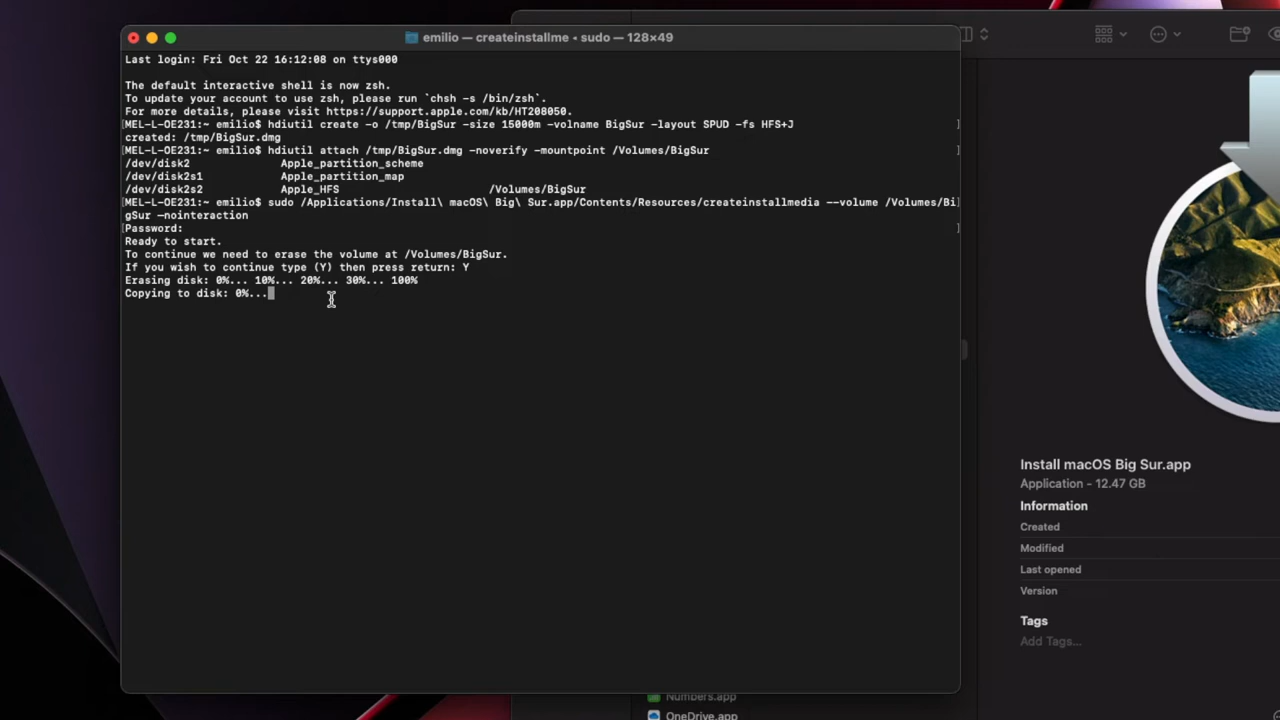 emilio — createinstallme ◂ sudo — 128×49
Last login: Fri Oct 22 16:12:08 on ttys000
The default interactive shell is now zsh.
To update your account to use zsh, please run `chsh -s /bin/zsh`.
For more details, please visit https://support.apple.com/kb/HT208050.
[MEL-L-OE231:~ emilio$ hdiutil create -o /tmp/BigSur -size 15000m -volname BigSur -layout SPUD -fs HFS+J ]
created: /tmp/BigSur.dmg
[MEL-L-OE231:~ emilio$ hdiutil attach /tmp/BigSur.dmg -noverify -mountpoint /Volumes/BigSur ]
/dev/disk2 Apple_partition_scheme
/dev/disk2s1 Apple_partition_map
/dev/disk2s2 Apple_HFS /Volumes/BigSur
[MEL-L-OE231:~ emilio$ sudo /Applications/Install\ macOS\ Big\ Sur.app/Contents/Resources/createinstallmedia --volume /Volumes/Bi]
gSur —nointeraction
[Password: ]
Ready to start.
To continue we need to erase the volume at /Volumes/BigSur.
If you wish to continue type (Y) then press return: Y
Erasing disk: 0%... 10%... 20%... 30%... 100%
Copying to disk: 0%...
Install macOS Big Sur.app
Application - 12.47 GB
Information
Created
Modified
Last opened
Version
Tags
Add Tags...
Numbers.app
OneDrive.app